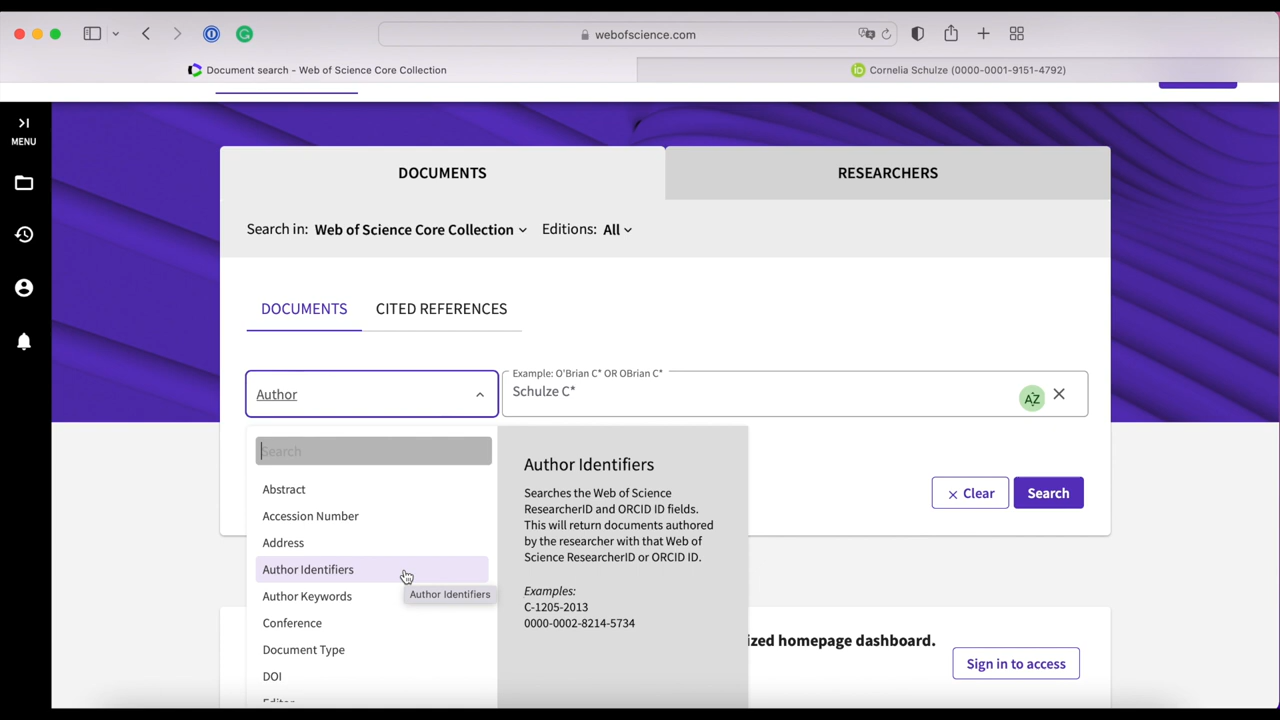 webofscience.com
Document search - Web of Science Core Collection
Cornelia Schulze (0000-0001-9151-4792)
MENU
DOCUMENTS
RESEARCHERS
Search in: Web of Science Core Collection
Editions: All
DOCUMENTS
CITED REFERENCES
Author
Example: O'Brian C* OR OBrian C*
Schulze C*
AZ
Search
Abstract
Accession Number
Address
Author Identifiers
Author Keywords
Conference
Document Type
DOI
Author Identifiers
Author Identifiers
Searches the Web of Science
ResearcherID and ORCID ID fields.
This will return documents authored
by the researcher with that Web of
Science ResearcherID or ORCID ID.
Examples:
C-1205-2013
0000-0002-8214-5734
× Clear
Search
ized homepage dashboard.
Sign in to access